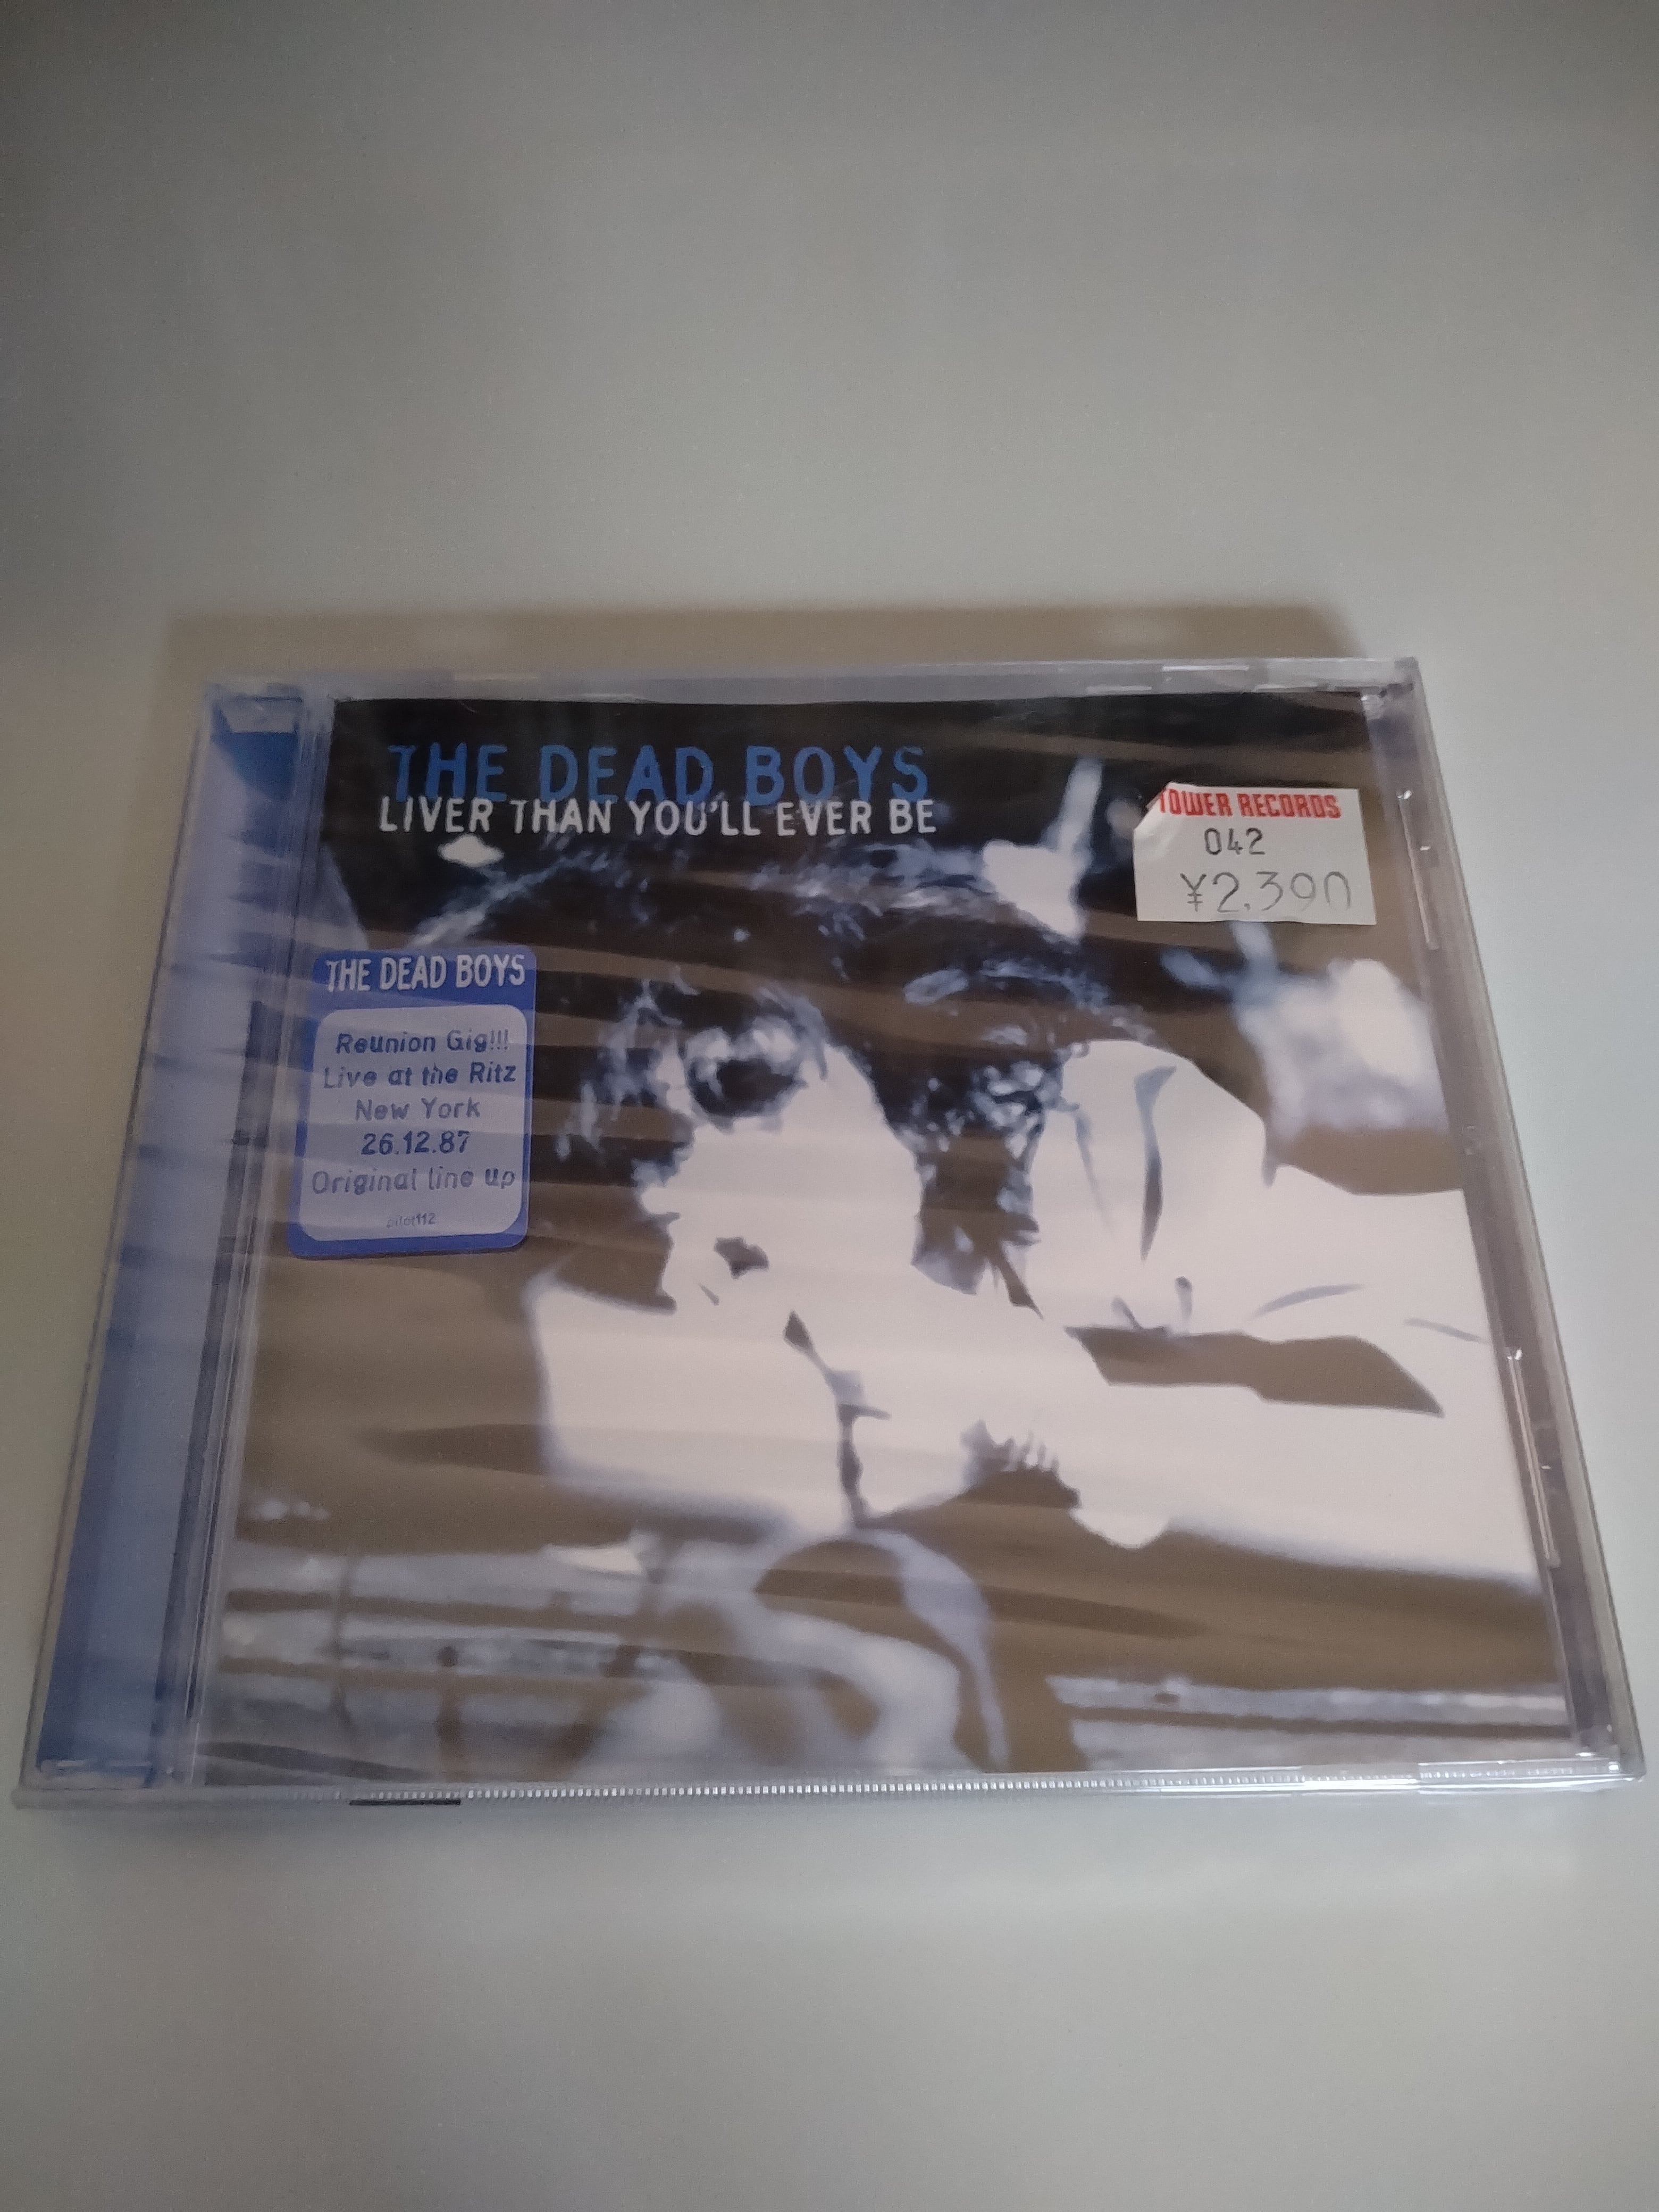 THE DEAD BOYS
LIVER THAN YOU'LL EVER BE
TOWER RECORDS
042
¥2,390
THE DEAD BOYS
Reunion Gig!!!
Live at the Ritz
New York
26.12.87
Original line up
pilot112